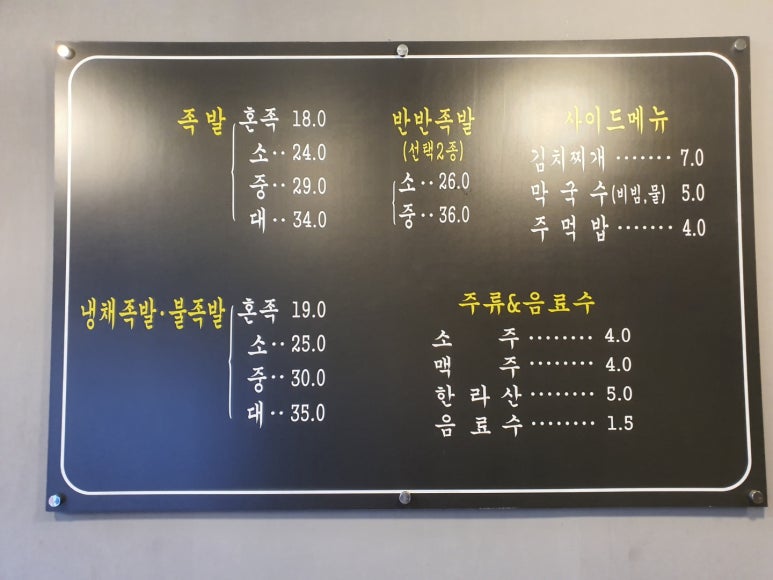 족발 혼족 18.0
소·· 24.0
중·· 29.0
대·· 34.0
반반족발
(선택2종)
소·· 26.0
중·· 36.0
사이드메뉴
김치찌개 ······· 7.0
막국수(비빔,물) 5.0
주먹밥 ······· 4.0
냉채족발·불족발 혼족 19.0
소·· 25.0
중·· 30.0
대·· 35.0
주류&음료수
소주 ········ 4.0
맥주 ········ 4.0
한라산 ········ 5.0
음료수 ········ 1.5